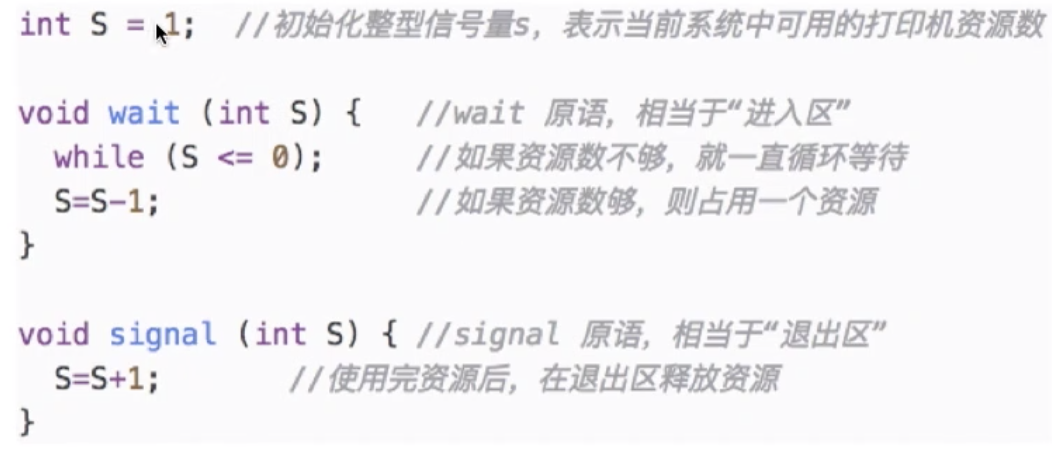 int S = 1;  //初始化整型信号量s，表示当前系统中可用的打印机资源数
void wait (int S) {   //wait 原语，相当于“进入区”
while (S <= 0);   //如果资源数不够，就一直循环等待
S=S-1;   //如果资源数够，则占用一个资源
}
void signal (int S) { //signal 原语，相当于“退出区”
S=S+1;   //使用完资源后，在退出区释放资源
}